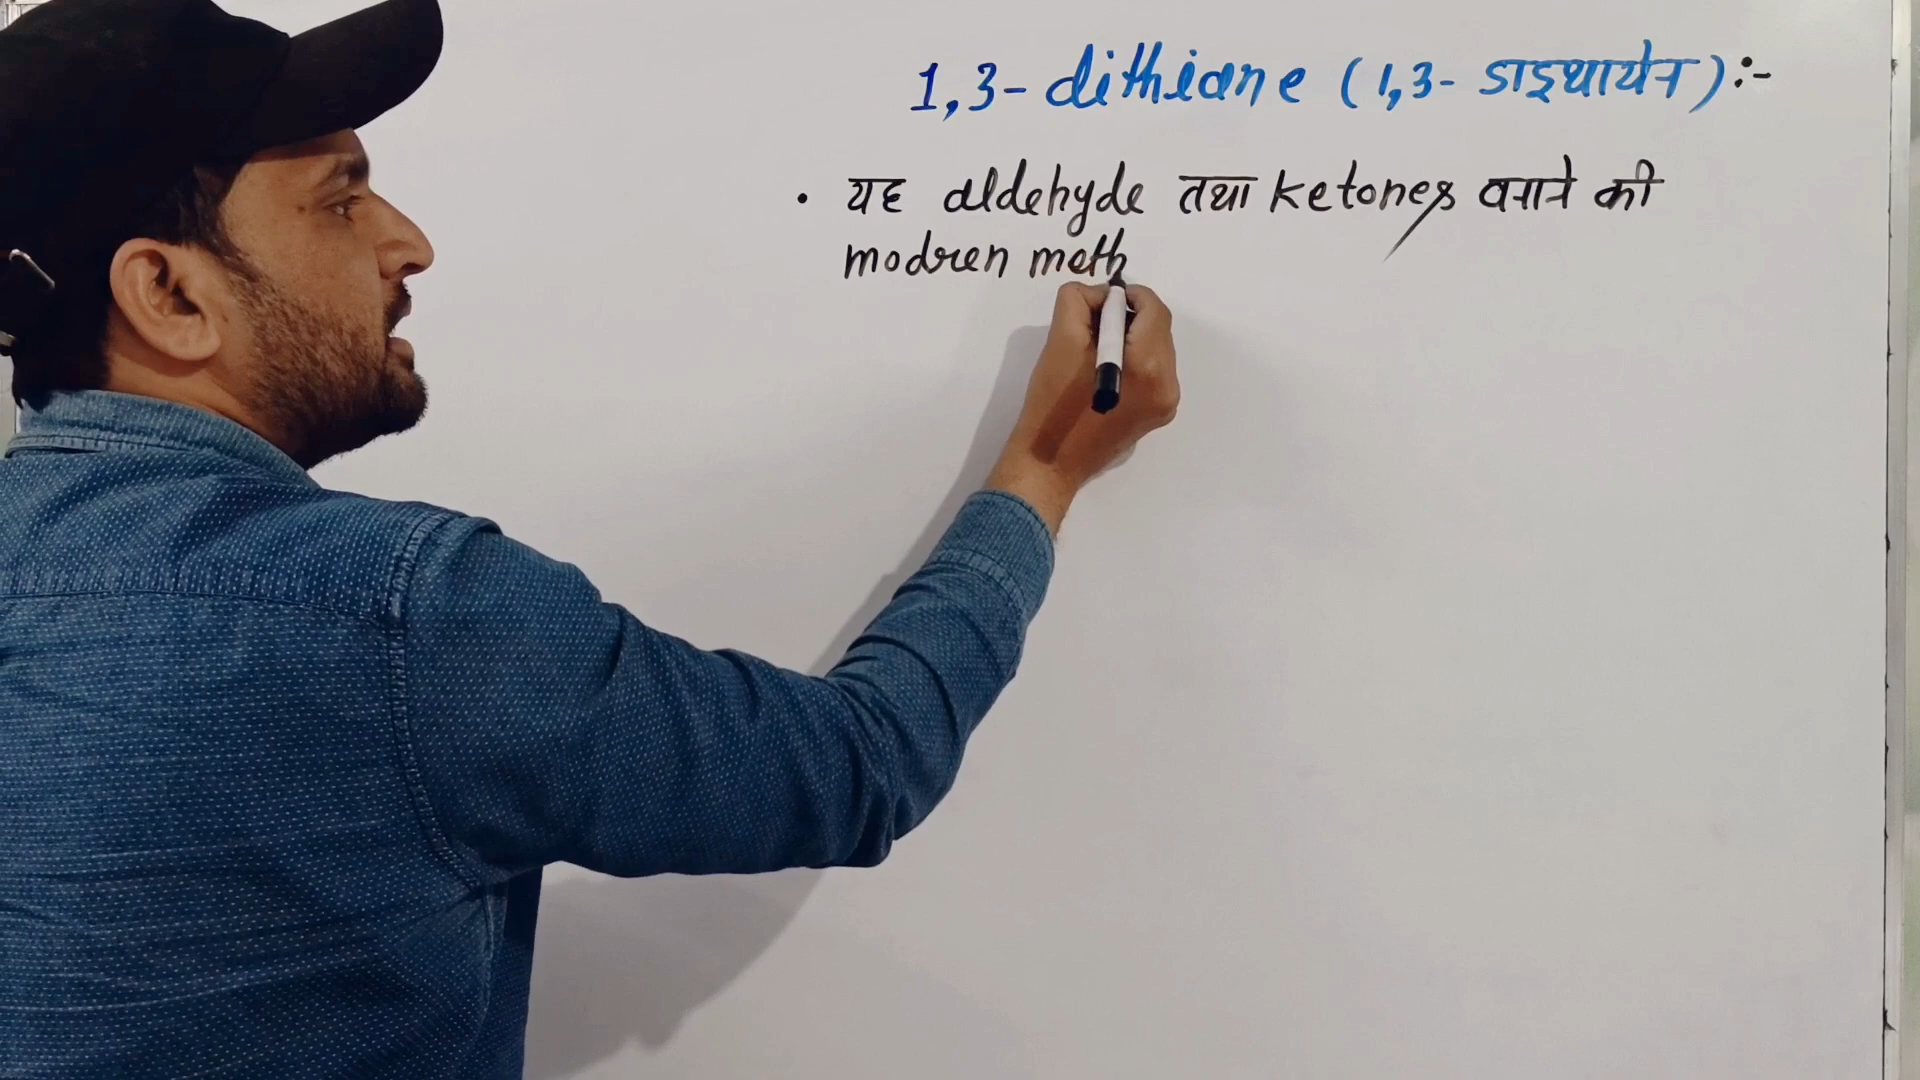 1,3- dithiane (1,3- डाइथायेन):-
• यह aldehyde तथा ketones बनाने की
modren meth